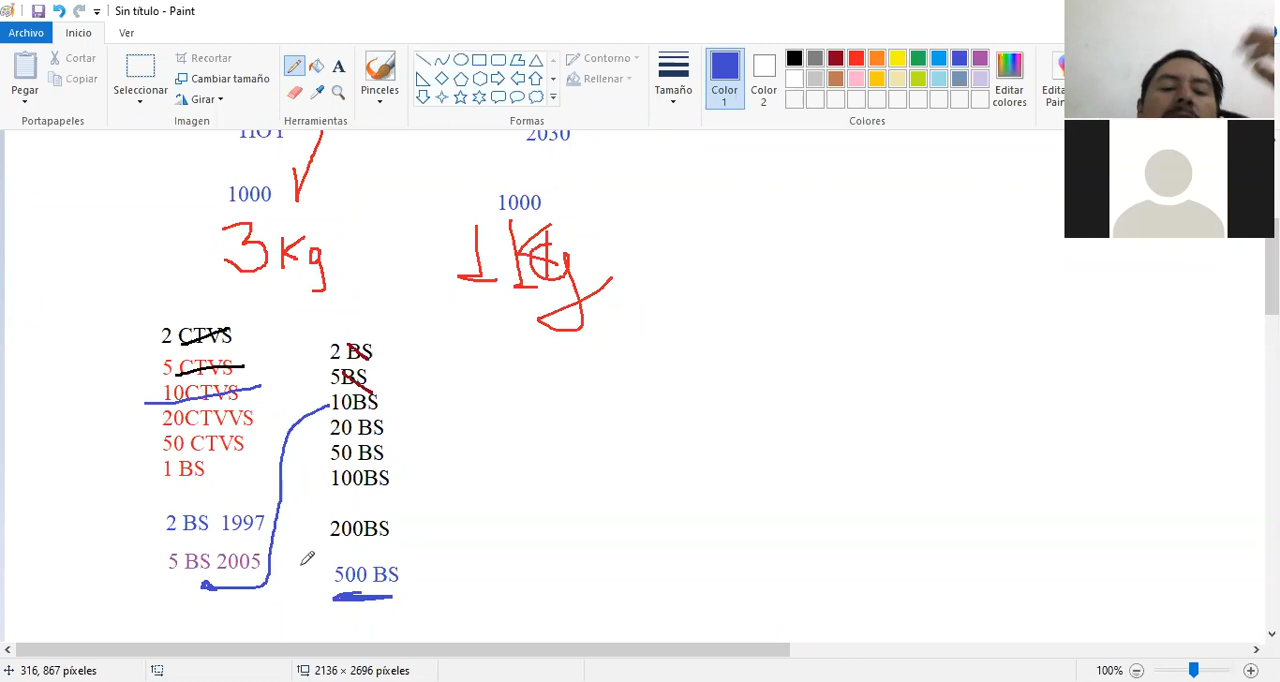 Sin título - Paint
Archivo
Inicio
Ver
Pegar
Cortar
Copiar
Portapapeles
Seleccionar
Recortar
Cambiar tamaño
Girar
Imagen
A
Herramientas
Pinceles
Contorno
Rellenar
Formas
Tamaño
Color
1
Color
2
Editar
colores
Colores
2030
1000
1000
3 Kg
1 Kg
2 CTVS
5 CTVS
10CTVS
20CTVVS
50 CTVS
1 BS
2 BS 1997
5 BS 2005
2 BS
5BS
10BS
20 BS
50 BS
100BS
200BS
500 BS
316, 867 píxeles
2136 × 2696 píxeles
100%